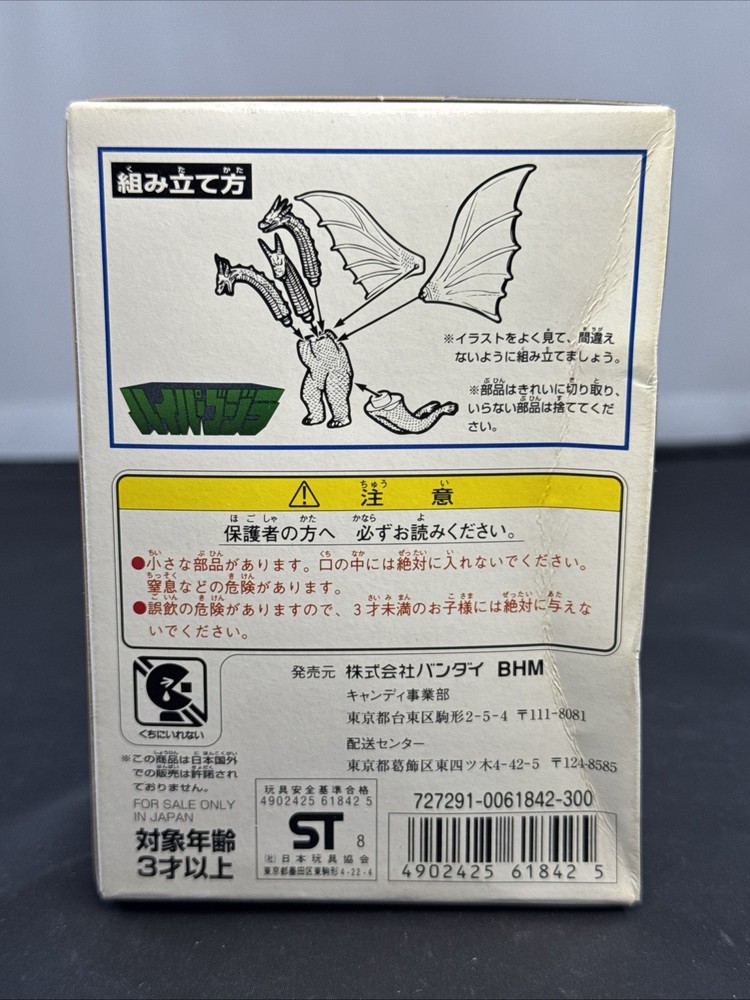 組み立て方
※イラストをよく見て、間違え
ないように組み立てましょう。
※部品はきれいに切り取り、
いらない部品は捨ててくだ
さい。
ハイパーゴジラ
注意
保護者の方へ 必ずお読みください。
●小さな部品があります。口の中には絶対に入れないでください。
窒息などの危険があります。
●誤飲の危険がありますので、3才未満のお子様には絶対に与えな
いでください。
くちにいれない
発売元 株式会社バンダイ BHM
キャンディ事業部
東京都台東区駒形2-5-4 〒111-8081
配送センター
東京都葛飾区東四ツ木4-42-5 〒124-8585
※この商品は日本国外
での販売は許諾され
ておりません。
FOR SALE ONLY
IN JAPAN
対象年齢
3才以上
玩具安全基準合格
4902425 61842 5
ST 8
(社)日本玩具協会
東京都墨田区東駒形4-22-4
727291-0061842-300
4902425 61842 5